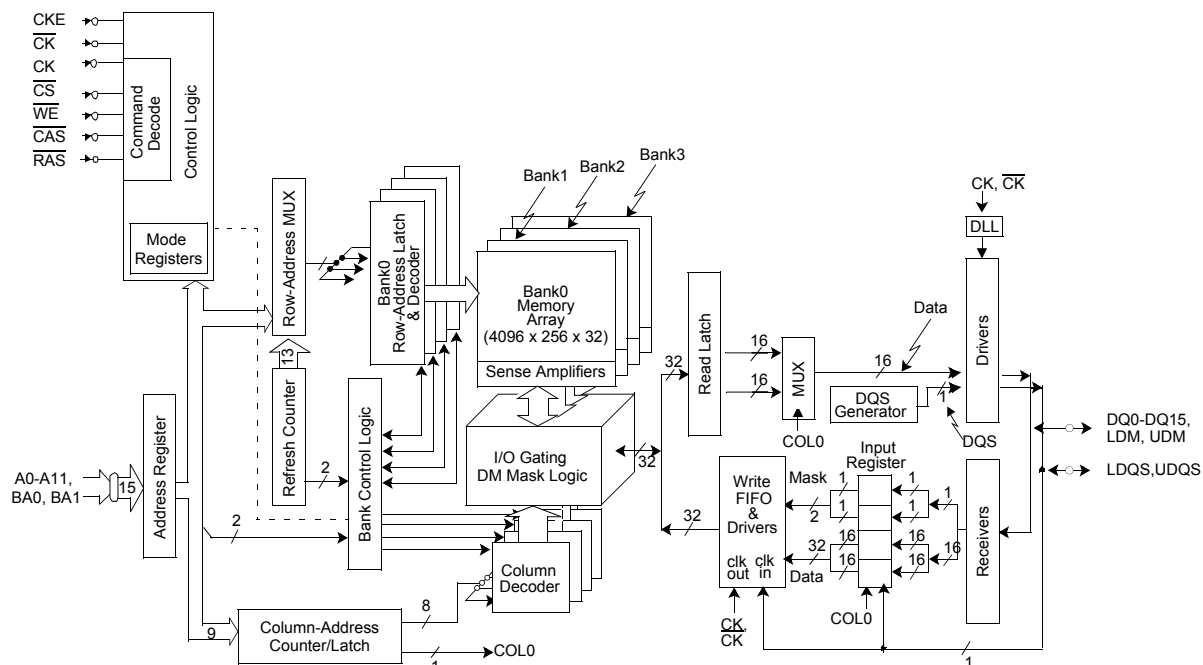 CKE
CK
CK
CS
WE
CAS
RAS
Command
Decode
Control Logic
Mode
Registers
Row-Address MUX
13
Refresh Counter
2
Bank0
Row-Address Latch
& Decoder
Bank1
Bank2
Bank3
Bank0
Memory
Array
(4096 x 256 x 32)
Sense Amplifiers
I/O Gating
DM Mask Logic
32
Bank Control Logic
2
Column
Decoder
A0-A11,
BA0, BA1
15
Address Register
9
Column-Address
Counter/Latch
8
1
COL0
32
Read Latch
16
16
MUX
COL0
16
Data
DQS
Generator
1
DQS
CK, CK
DLL
Drivers
DQ0-DQ15,
LDM, UDM
LDQS,UDQS
Input
Register
32
Write
FIFO
&
Drivers
clk
out
clk
in
CK
CK
Mask
2
1
1
32
Data
16
16
1
1
1
16
16
16
COL0
Receivers
1